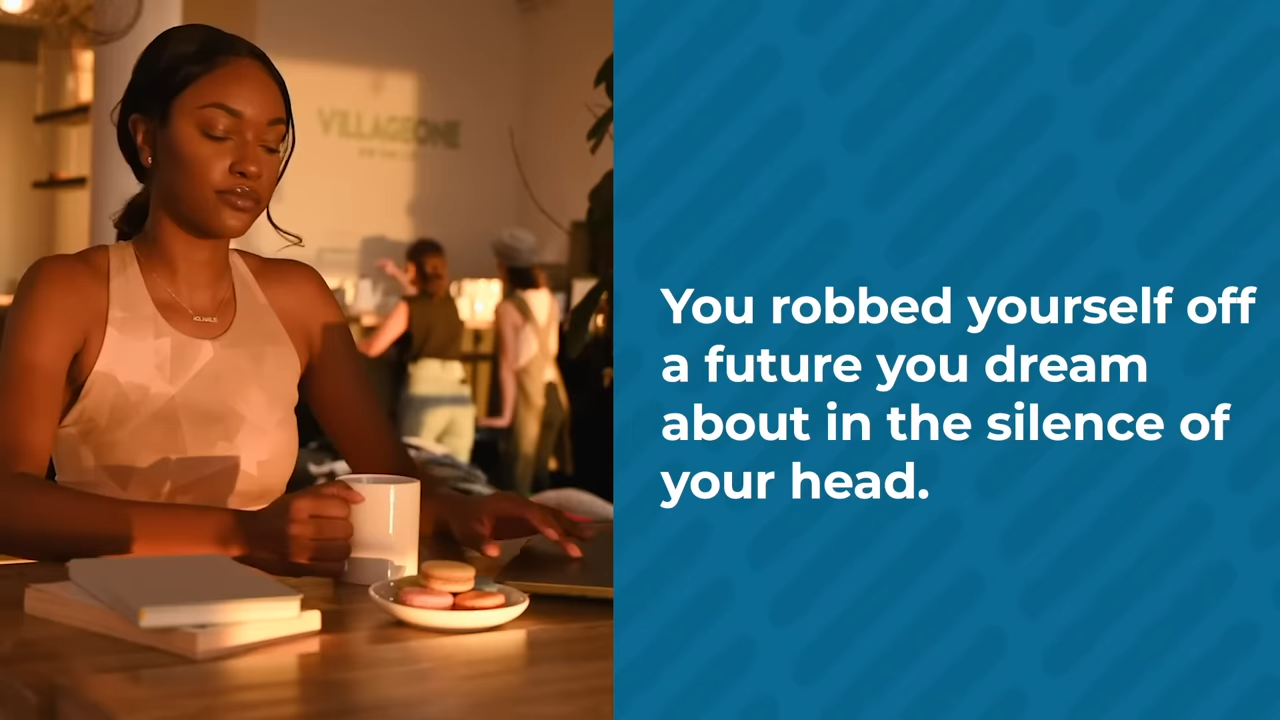 VILLAGEONE
You robbed yourself off
a future you dream
about in the silence of
your head.